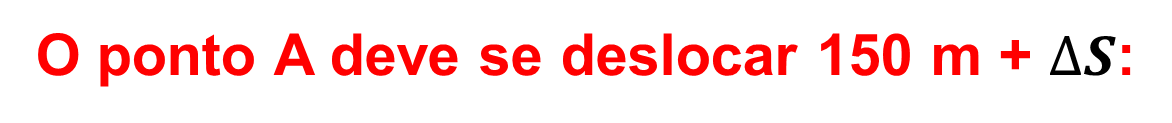 O ponto A deve se deslocar 150 m + ΔS: